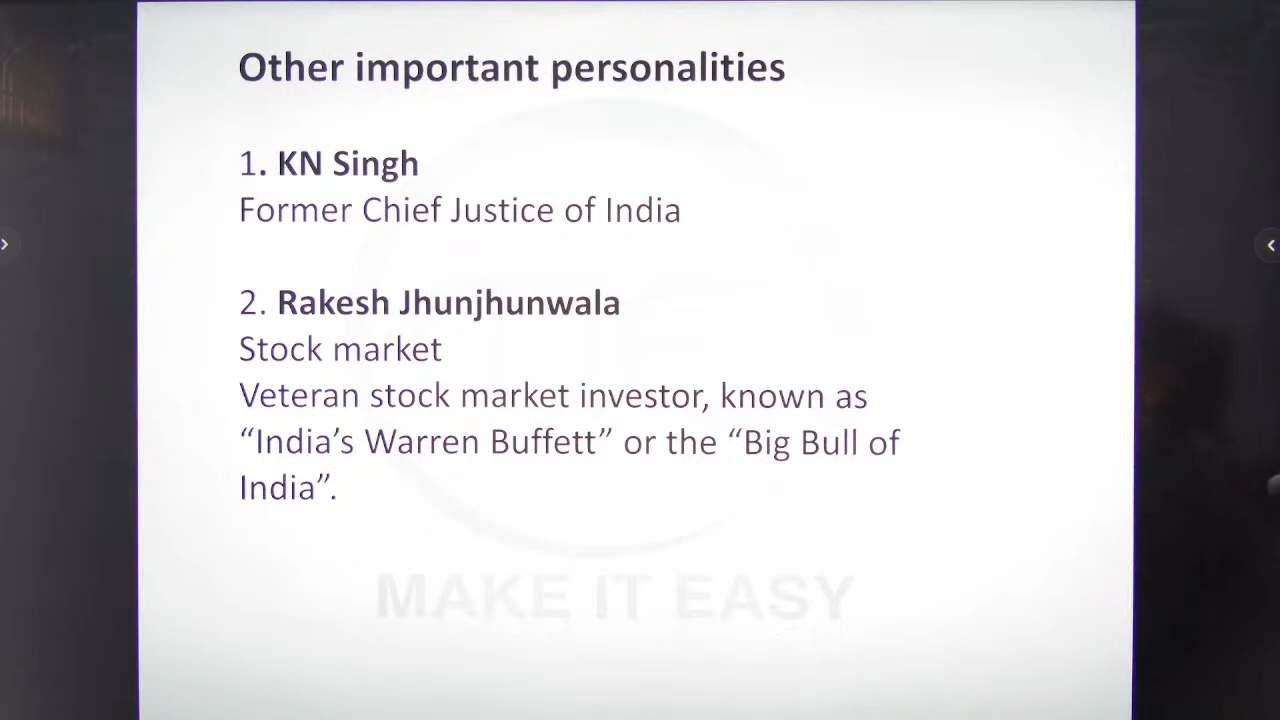 Other important personalities
1. KN Singh
Former Chief Justice of India
2. Rakesh Jhunjhunwala
Stock market
Veteran stock market investor, known as
“India’s Warren Buffett” or the “Big Bull of
India”.
MAKE IT EASY